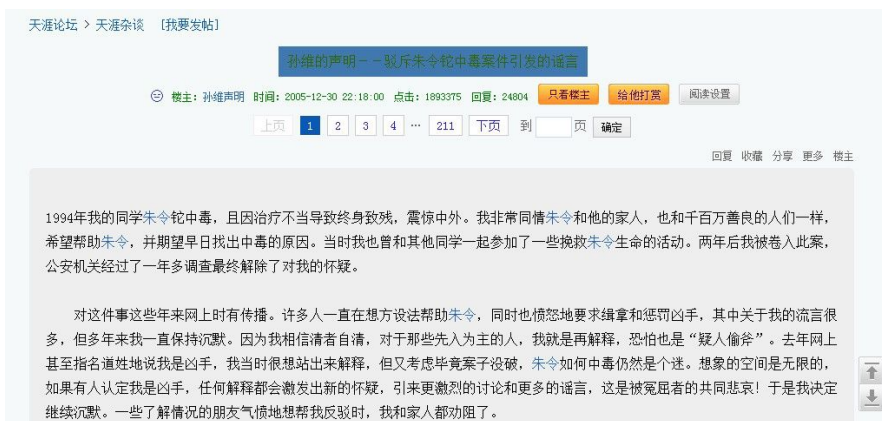 天涯论坛 > 天涯杂谈 [我要发帖]
孙维的声明－－驳斥朱令铊中毒案件引发的谣言
楼主：孙维声明 时间：2005-12-30 22:18:00 点击：1893375 回复：24804 只看楼主 给他打赏 阅读设置
上页 1 2 3 4 … 211 下页 到 页 确定
回复 收藏 分享 更多 楼主
1994年我的同学朱令铊中毒，且因治疗不当导致终身致残，震惊中外。我非常同情朱令和他的家人，也和千百万善良的人们一样，
希望帮助朱令，并期望早日找出中毒的原因。当时我也曾和其他同学一起参加了一些挽救朱令生命的活动。两年后我被卷入此案，
公安机关经过了一年多调查最终解除了对我的怀疑。
对这件事这些年来网上时有传播。许多人一直在想方设法帮助朱令，同时也愤怒地要求缉拿和惩罚凶手，其中关于我的流言很
多，但多年来我一直保持沉默。因为我相信清者自清，对于那些先入为主的人，我就是再解释，恐怕也是“疑人偷斧”。去年网上
甚至指名道姓地说我是凶手，我当时很想站出来解释，但又考虑毕竟案子没破，朱令如何中毒仍然是个迷。想象的空间是无限的，
如果有人认定我是凶手，任何解释都会激发出新的怀疑，引来更激烈的讨论和更多的谣言，这是被冤屈者的共同悲哀！于是我决定
继续沉默。一些了解情况的朋友气愤地想帮我反驳时，我和家人都劝阻了。